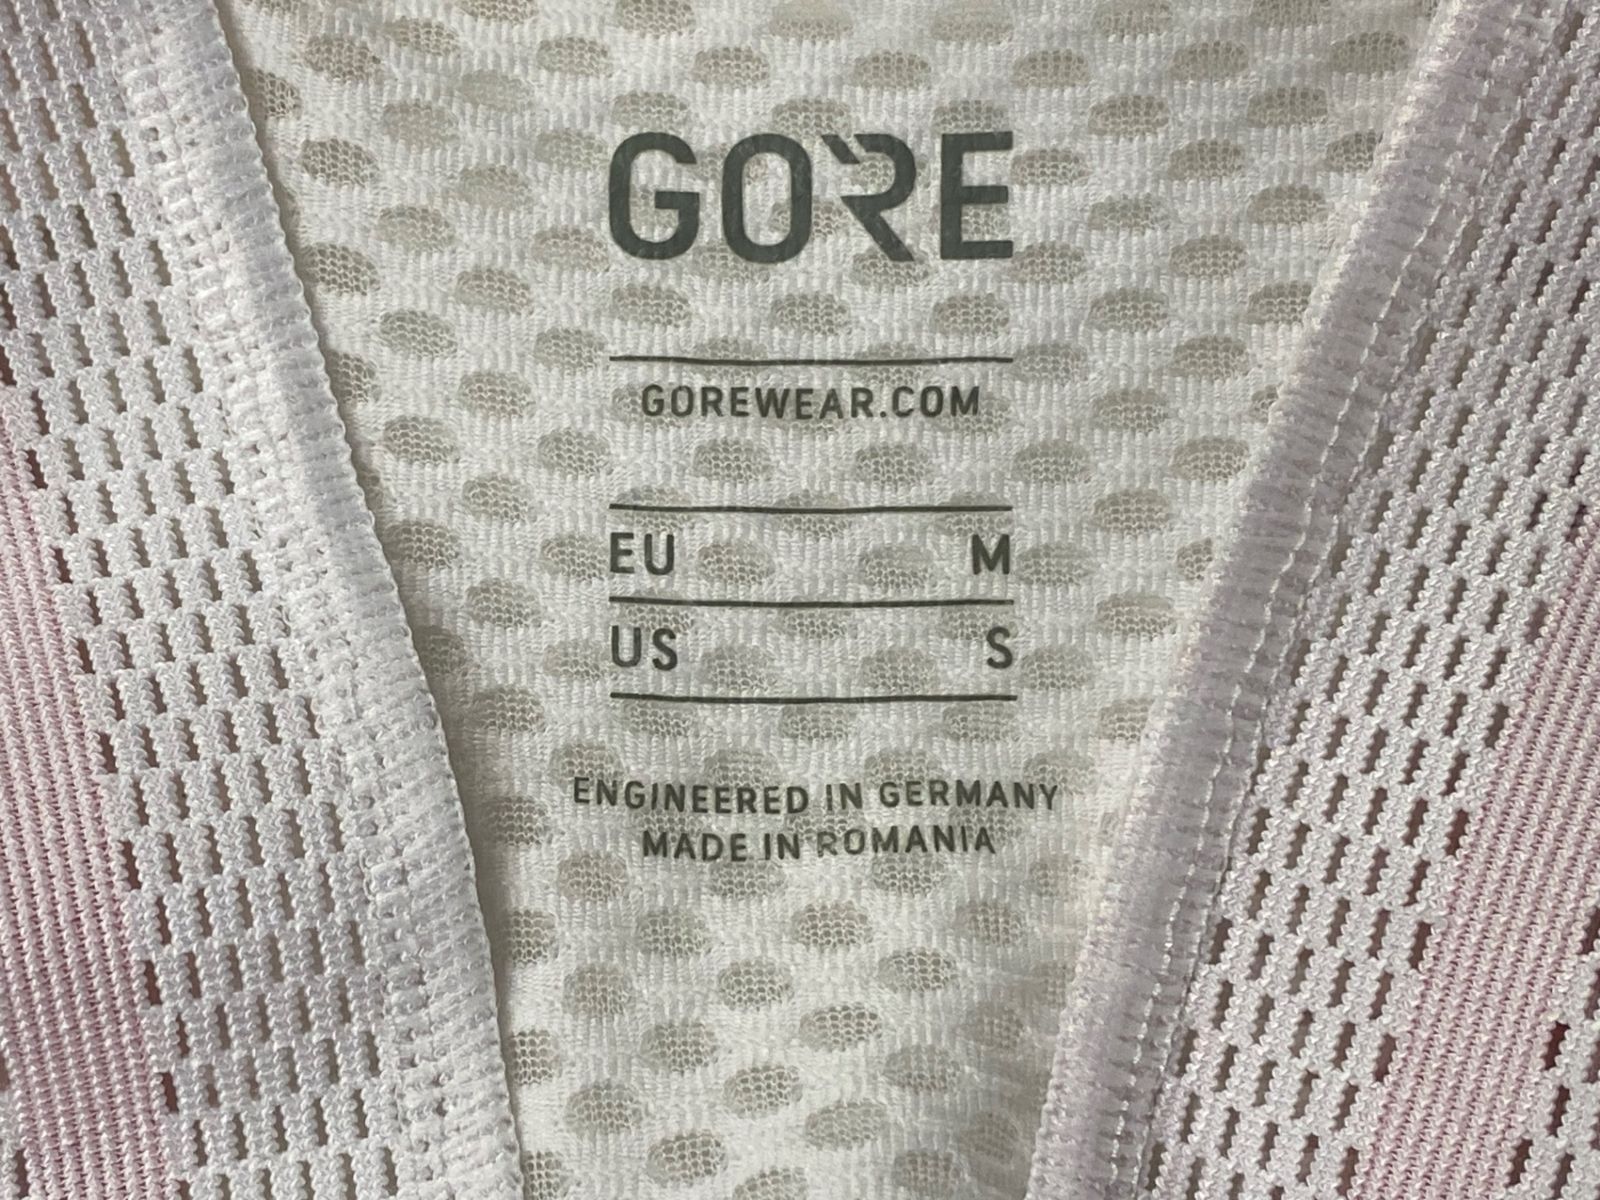 GORE
GOREWEAR.COM
EU M
US S
ENGINEERED IN GERMANY
MADE IN ROMANIA